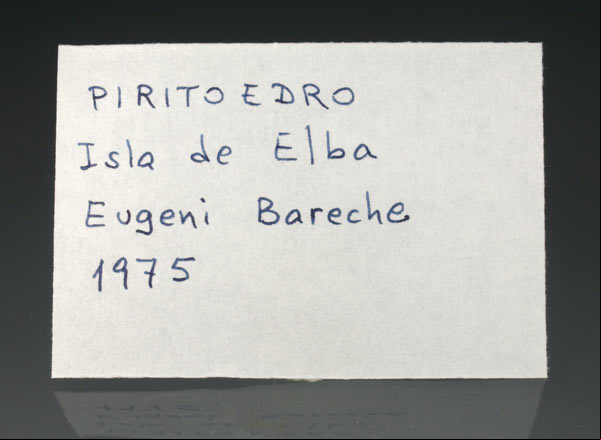 PIRITOEDRO
Isla de Elba
Eugeni Bareche
1975